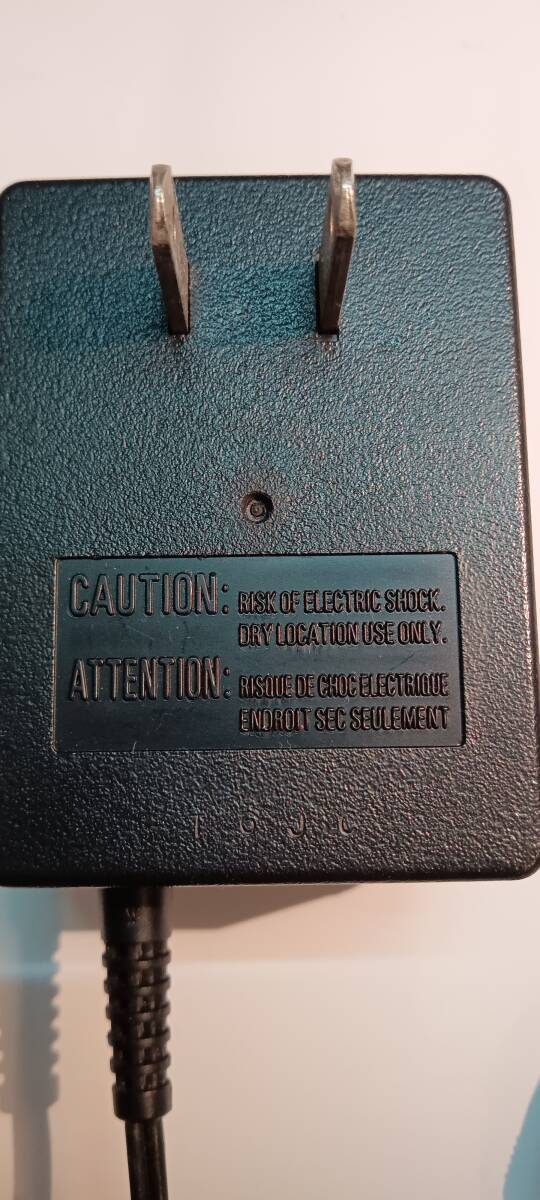 CAUTION: RISK OF ELECTRIC SHOCK.
DRY LOCATION USE ONLY.
ATTENTION: RISQUE DE CHOC ELECTRIQUE
ENDROIT SEC SEULEMENT